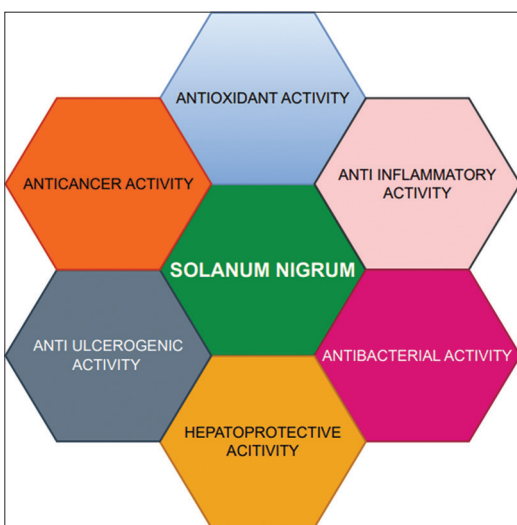 ANTIOXIDANT ACTIVITY
ANTICANCER ACTIVITY
ANTI INFLAMMATORY
ACTIVITY
SOLANUM NIGRUM
ANTI ULCEROGENIC
ACTIVITY
ANTIBACTERIAL ACTIVITY
HEPATOPROTECTIVE
ACITIVITY